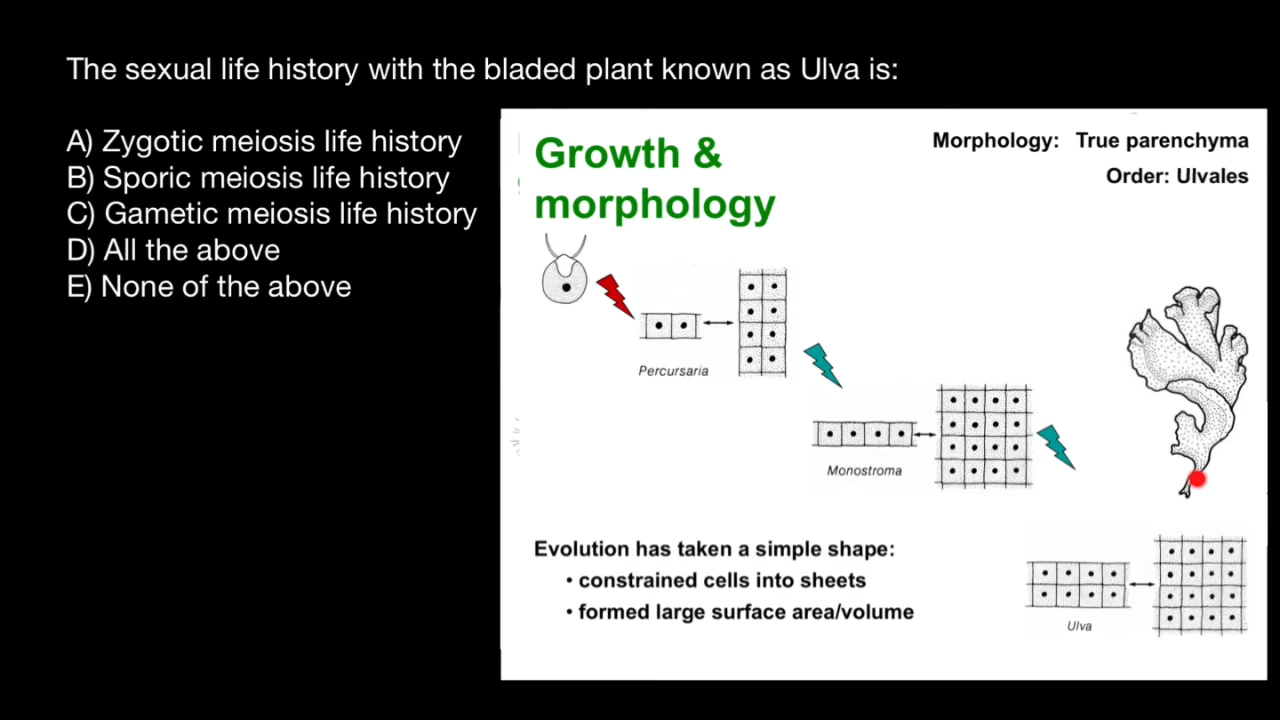 The sexual life history with the bladed plant known as Ulva is:
A) Zygotic meiosis life history
B) Sporic meiosis life history
C) Gametic meiosis life history
D) All the above
E) None of the above
Growth &
morphology
Morphology: True parenchyma
Order: Ulvales
Percursaria
Monostroma
Evolution has taken a simple shape:
• constrained cells into sheets
• formed large surface area/volume
Ulva